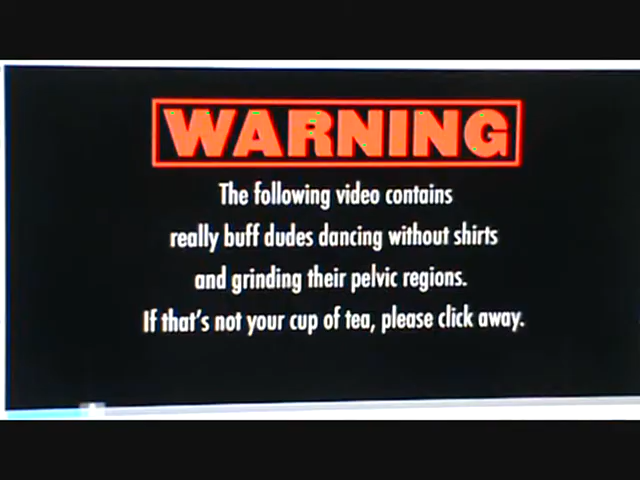 WARNING
The following video contains
really buff dudes dancing without shirts
and grinding their pelvic regions.
If that's not your cup of tea, please click away.